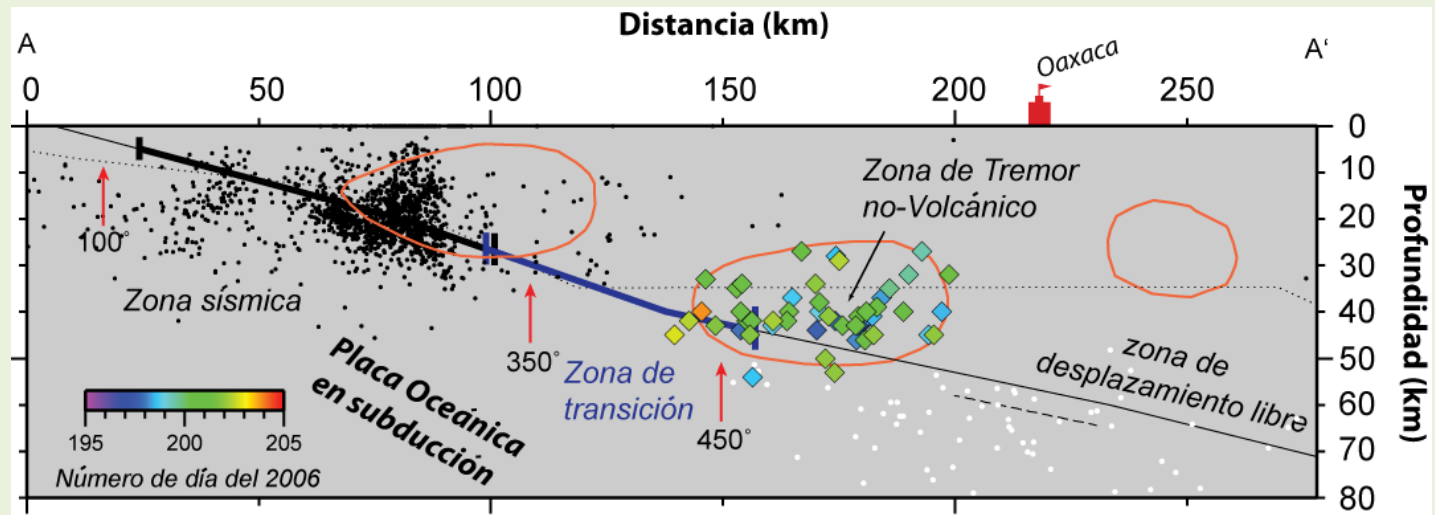 Distancia (km)
A
A'
Oaxaca
0 50 100 150 200 250
0
10
20
30
40
50
60
70
80
Profundidad (km)
Zona de Tremor
no-Volcánico
100°
Zona sísmica
350°
Placa Oceánica
en subducción
Zona de
transición
450°
zona de
desplazamiento libre
195 200 205
Número de día del 2006